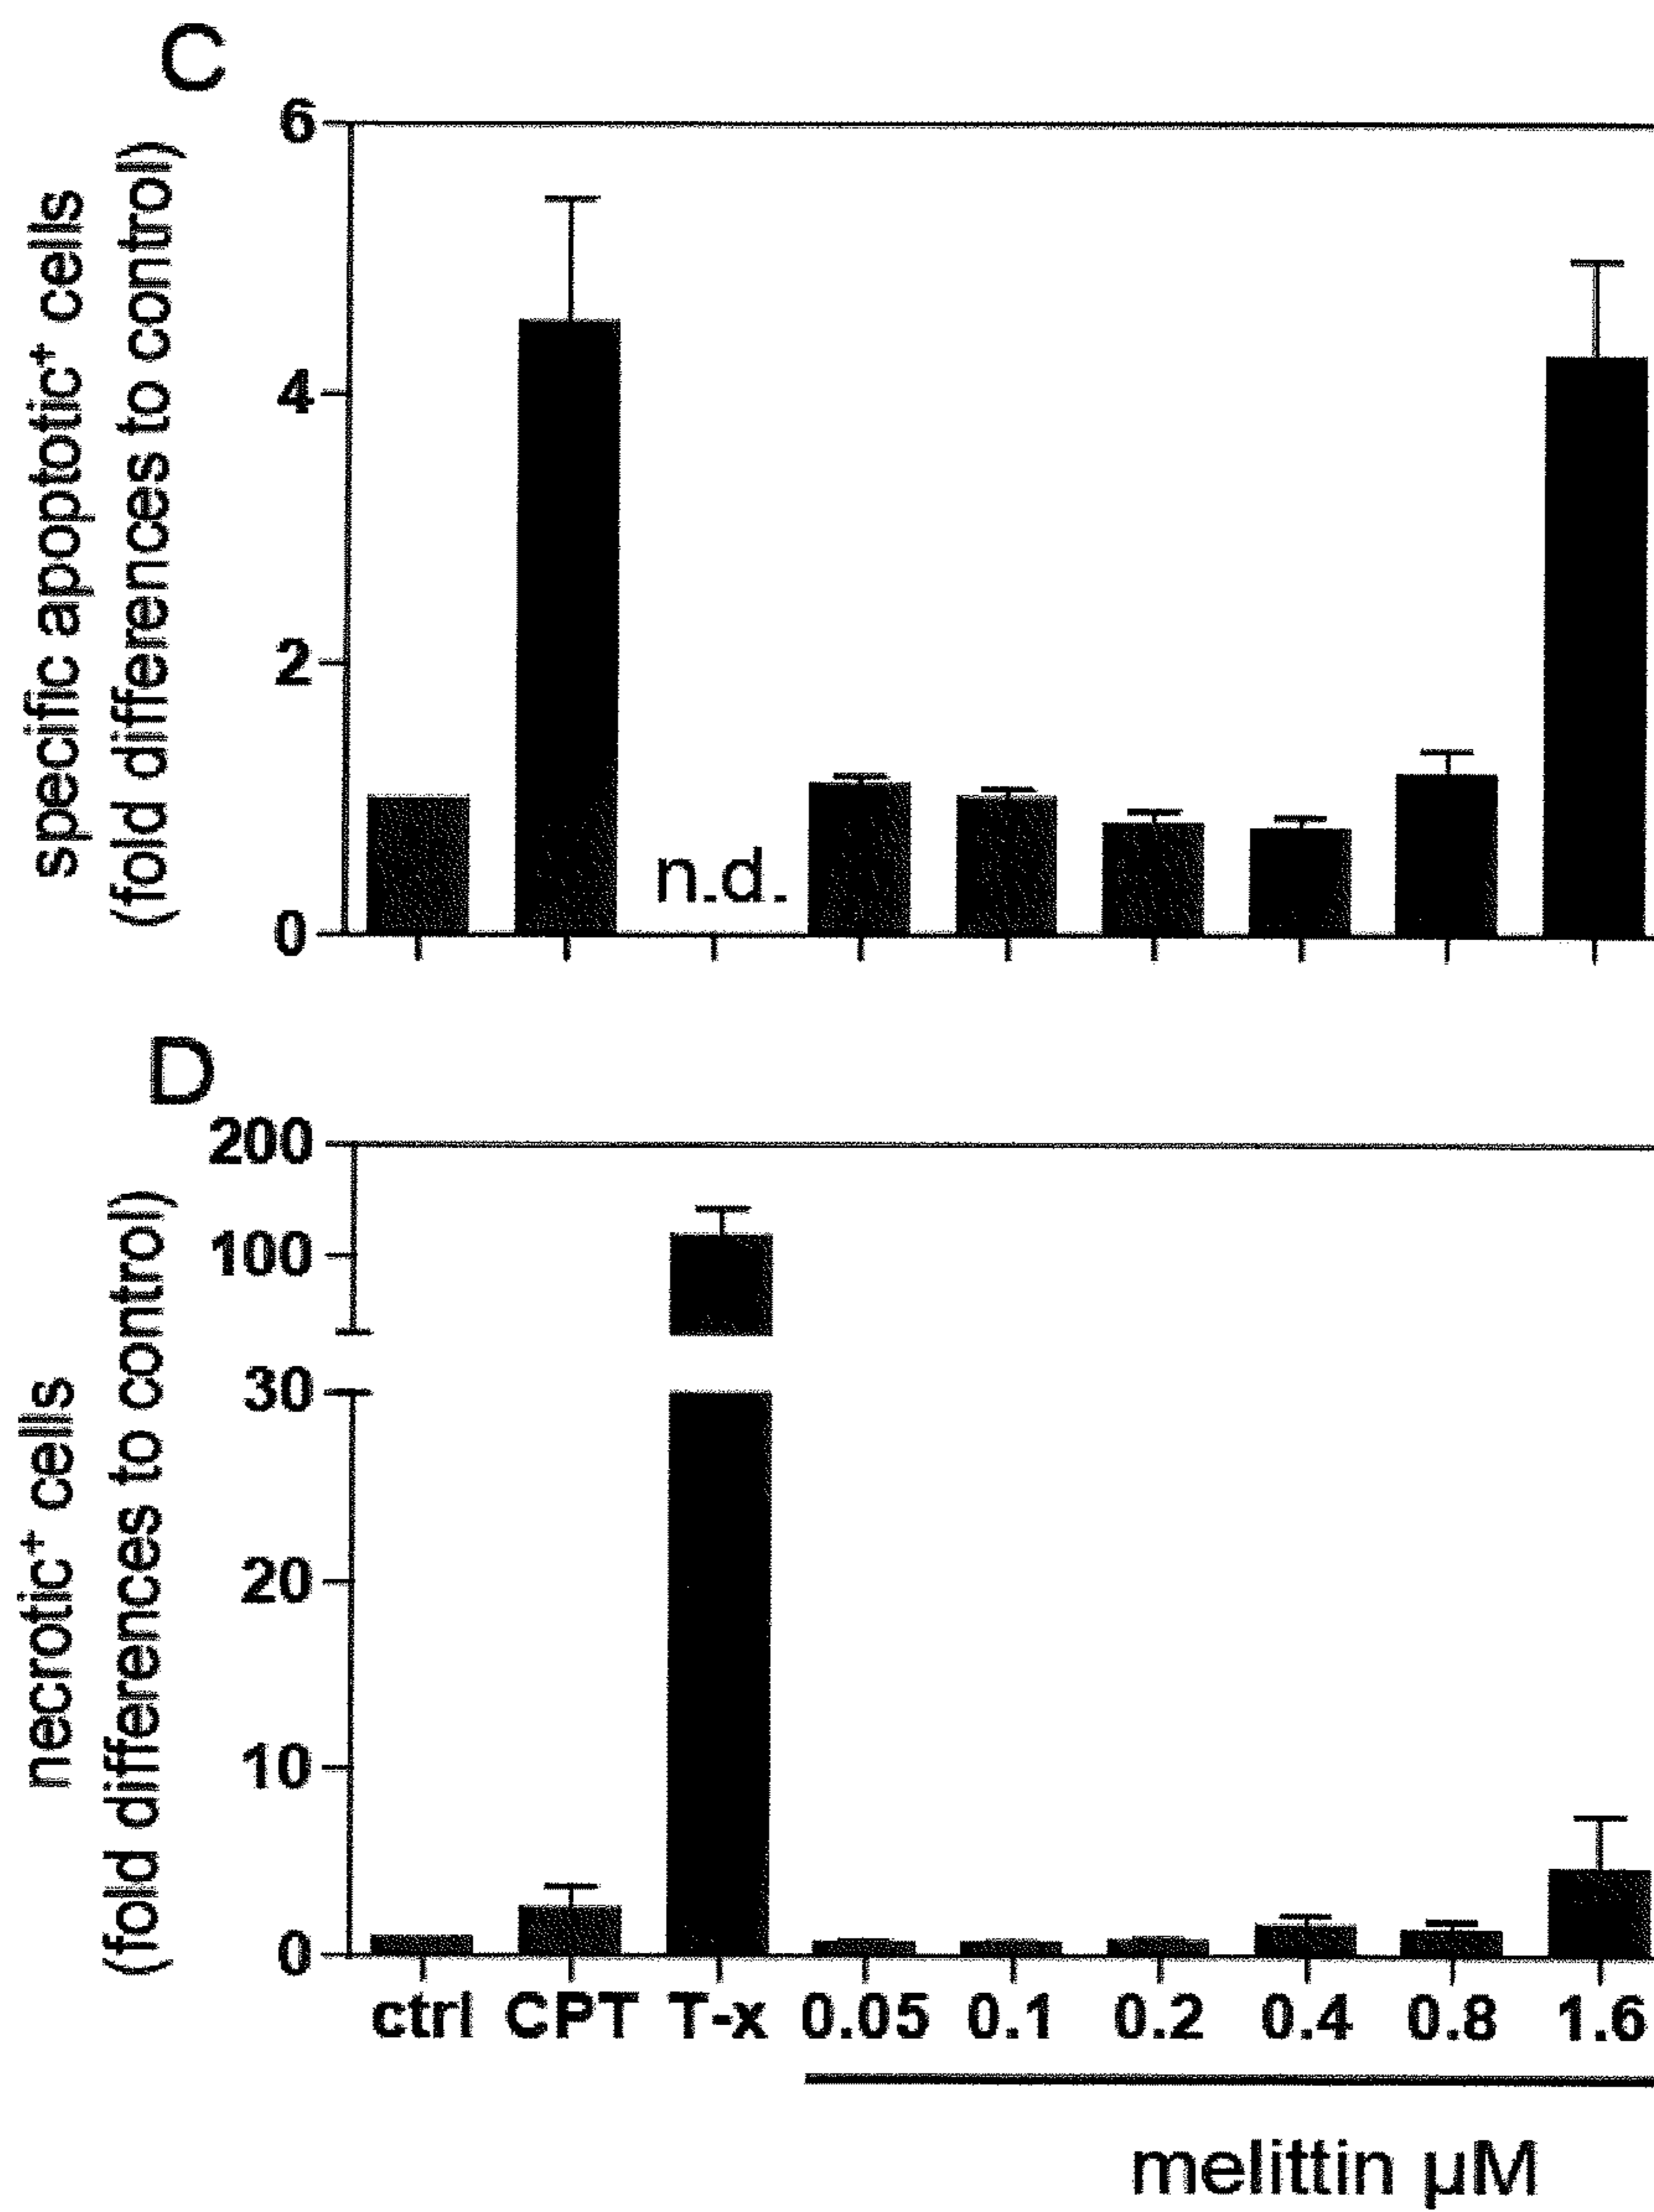 C
specific apoptotic⁺ cells
(fold differences to control)
6
4
2
0
n.d.
D
necrotic⁺ cells
(fold differences to control)
200
100
30
20
10
0
ctrl CPT T-x 0.05 0.1 0.2 0.4 0.8 1.6
melittin µM